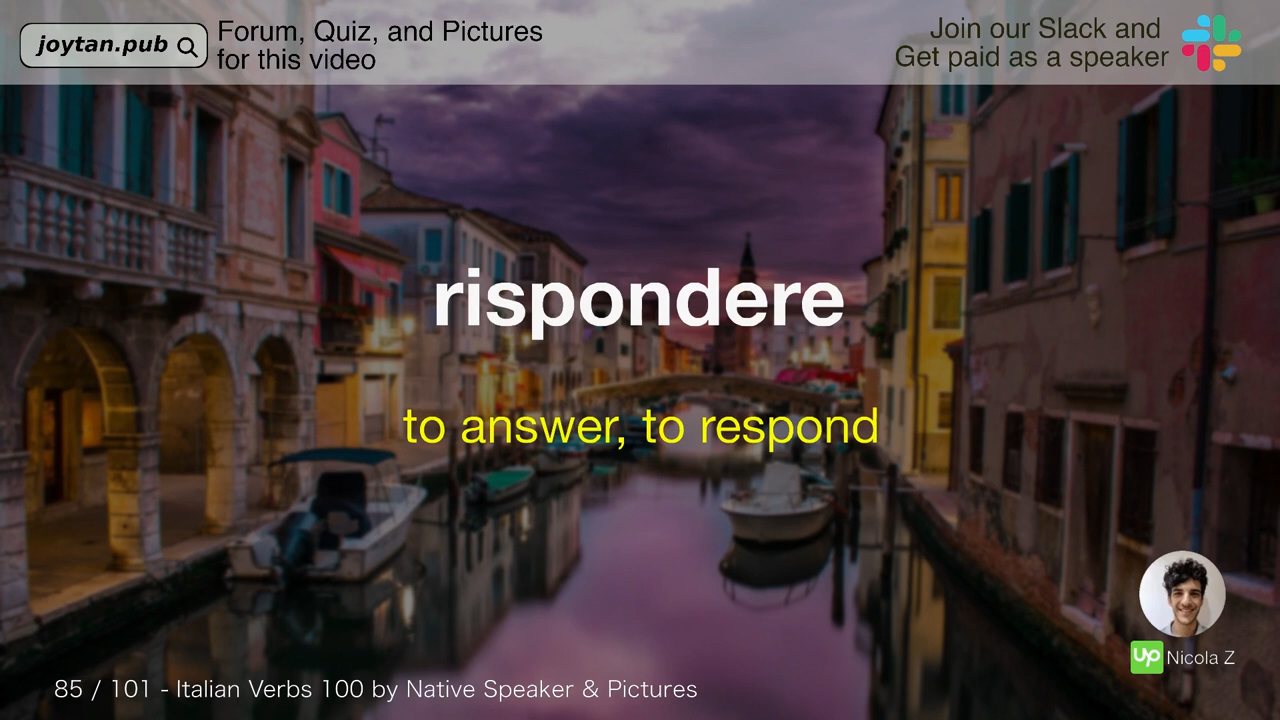 joytan.pub
Forum, Quiz, and Pictures
for this video
Join our Slack and
Get paid as a speaker
rispondere
to answer, to respond
Up Nicola Z
85 / 101 - Italian Verbs 100 by Native Speaker & Pictures